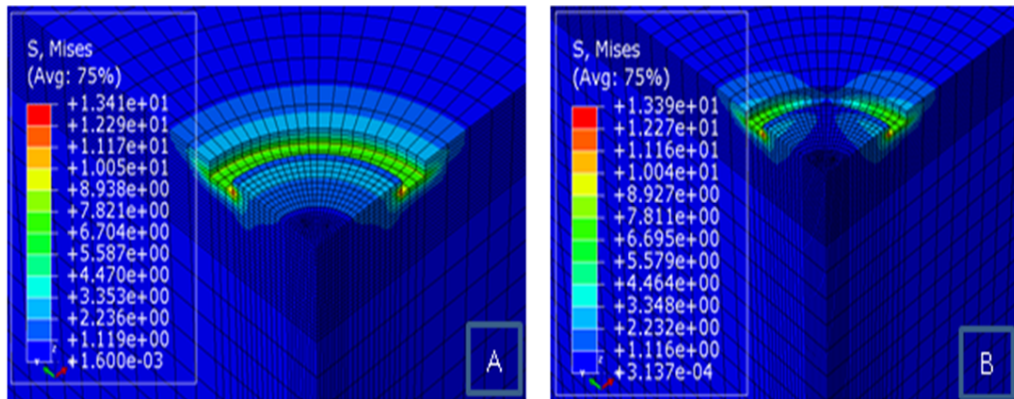 S, Mises
(Avg: 75%)
+1.341e+01
+1.229e+01
+1.117e+01
+1.005e+01
+8.938e+00
+7.821e+00
+6.704e+00
+5.587e+00
+4.470e+00
+3.353e+00
+2.236e+00
+1.119e+00
+1.600e-03
A
S, Mises
(Avg: 75%)
+1.339e+01
+1.227e+01
+1.116e+01
+1.004e+01
+8.927e+00
+7.811e+00
+6.695e+00
+5.579e+00
+4.464e+00
+3.348e+00
+2.232e+00
+1.116e+00
+3.137e-04
B